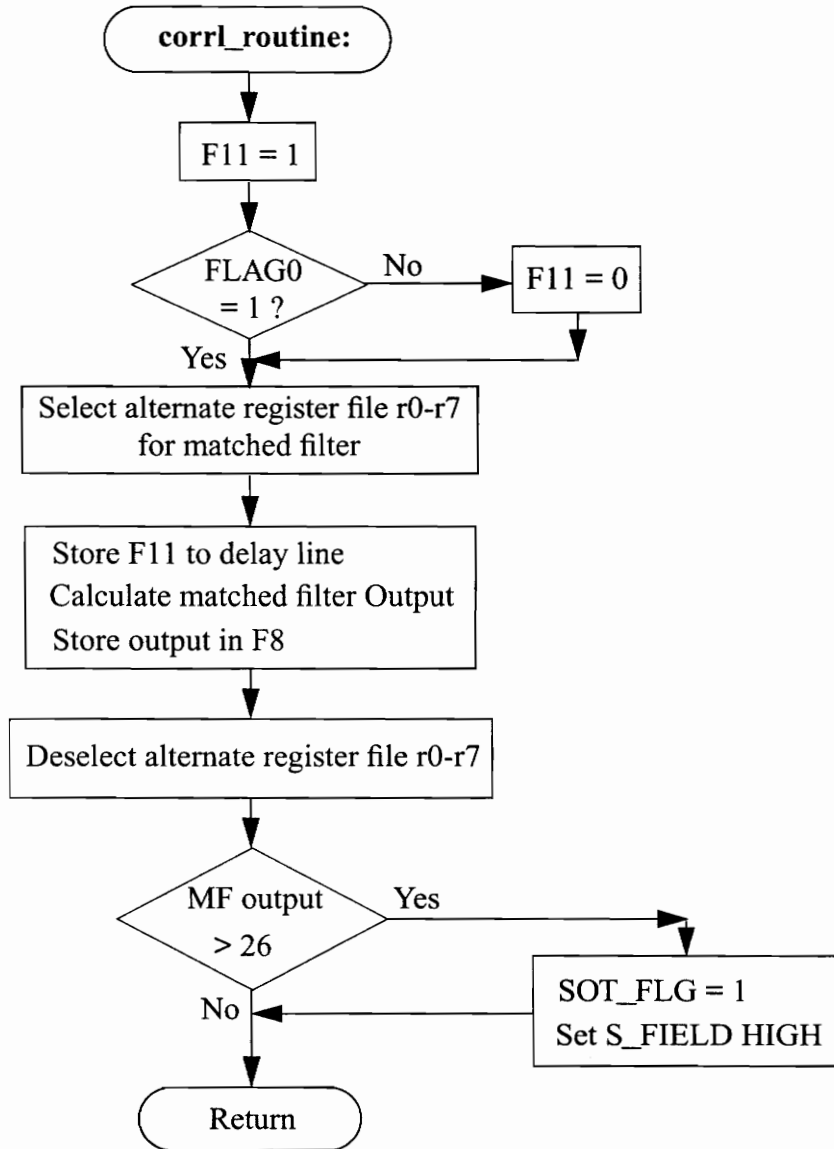 corrl_routine:
F11 = 1
FLAG0
= 1 ?
No
F11 = 0
Yes
Select alternate register file r0-r7
for matched filter
Store F11 to delay line
Calculate matched filter Output
Store output in F8
Deselect alternate register file r0-r7
MF output
> 26
Yes
SOT_FLG = 1
Set S_FIELD HIGH
No
Return